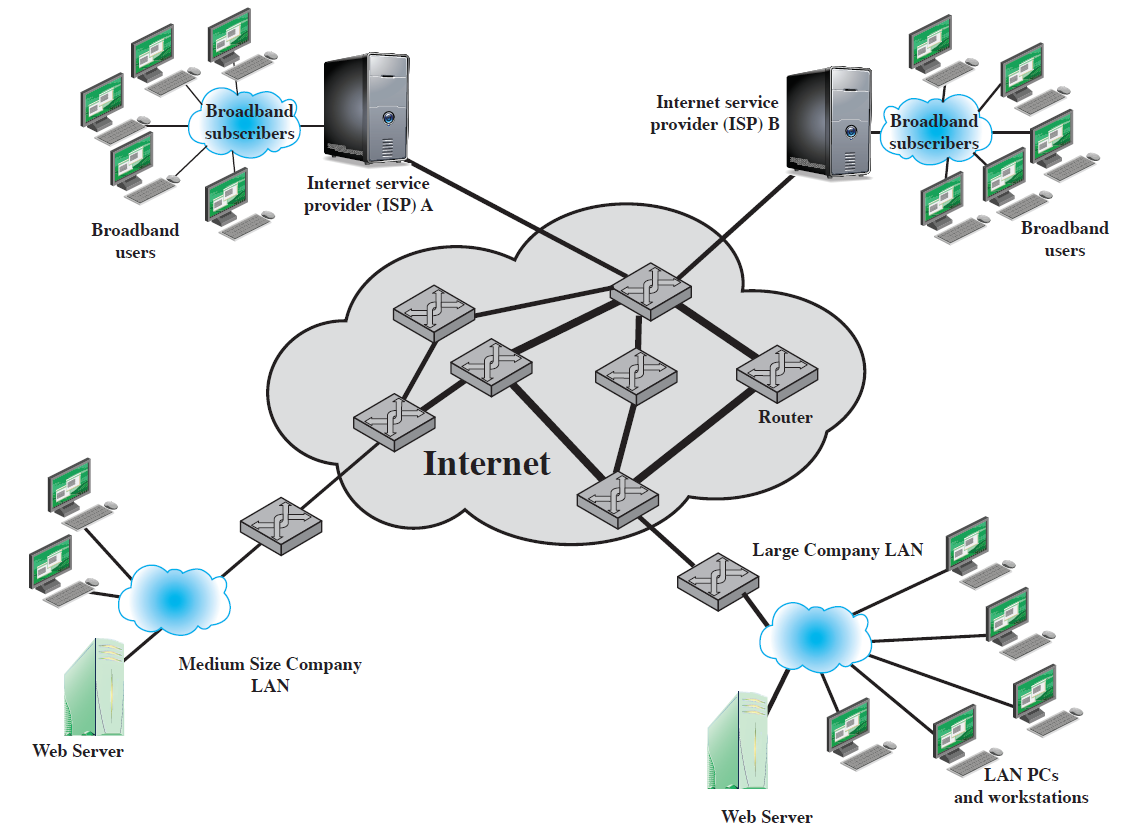 Broadband
subscribers
Internet service
provider (ISP) A
Broadband
users
Internet service
provider (ISP) B
Broadband
subscribers
Broadband
users
Router
Internet
Large Company LAN
Medium Size Company
LAN
Web Server
LAN PCs
and workstations
Web Server